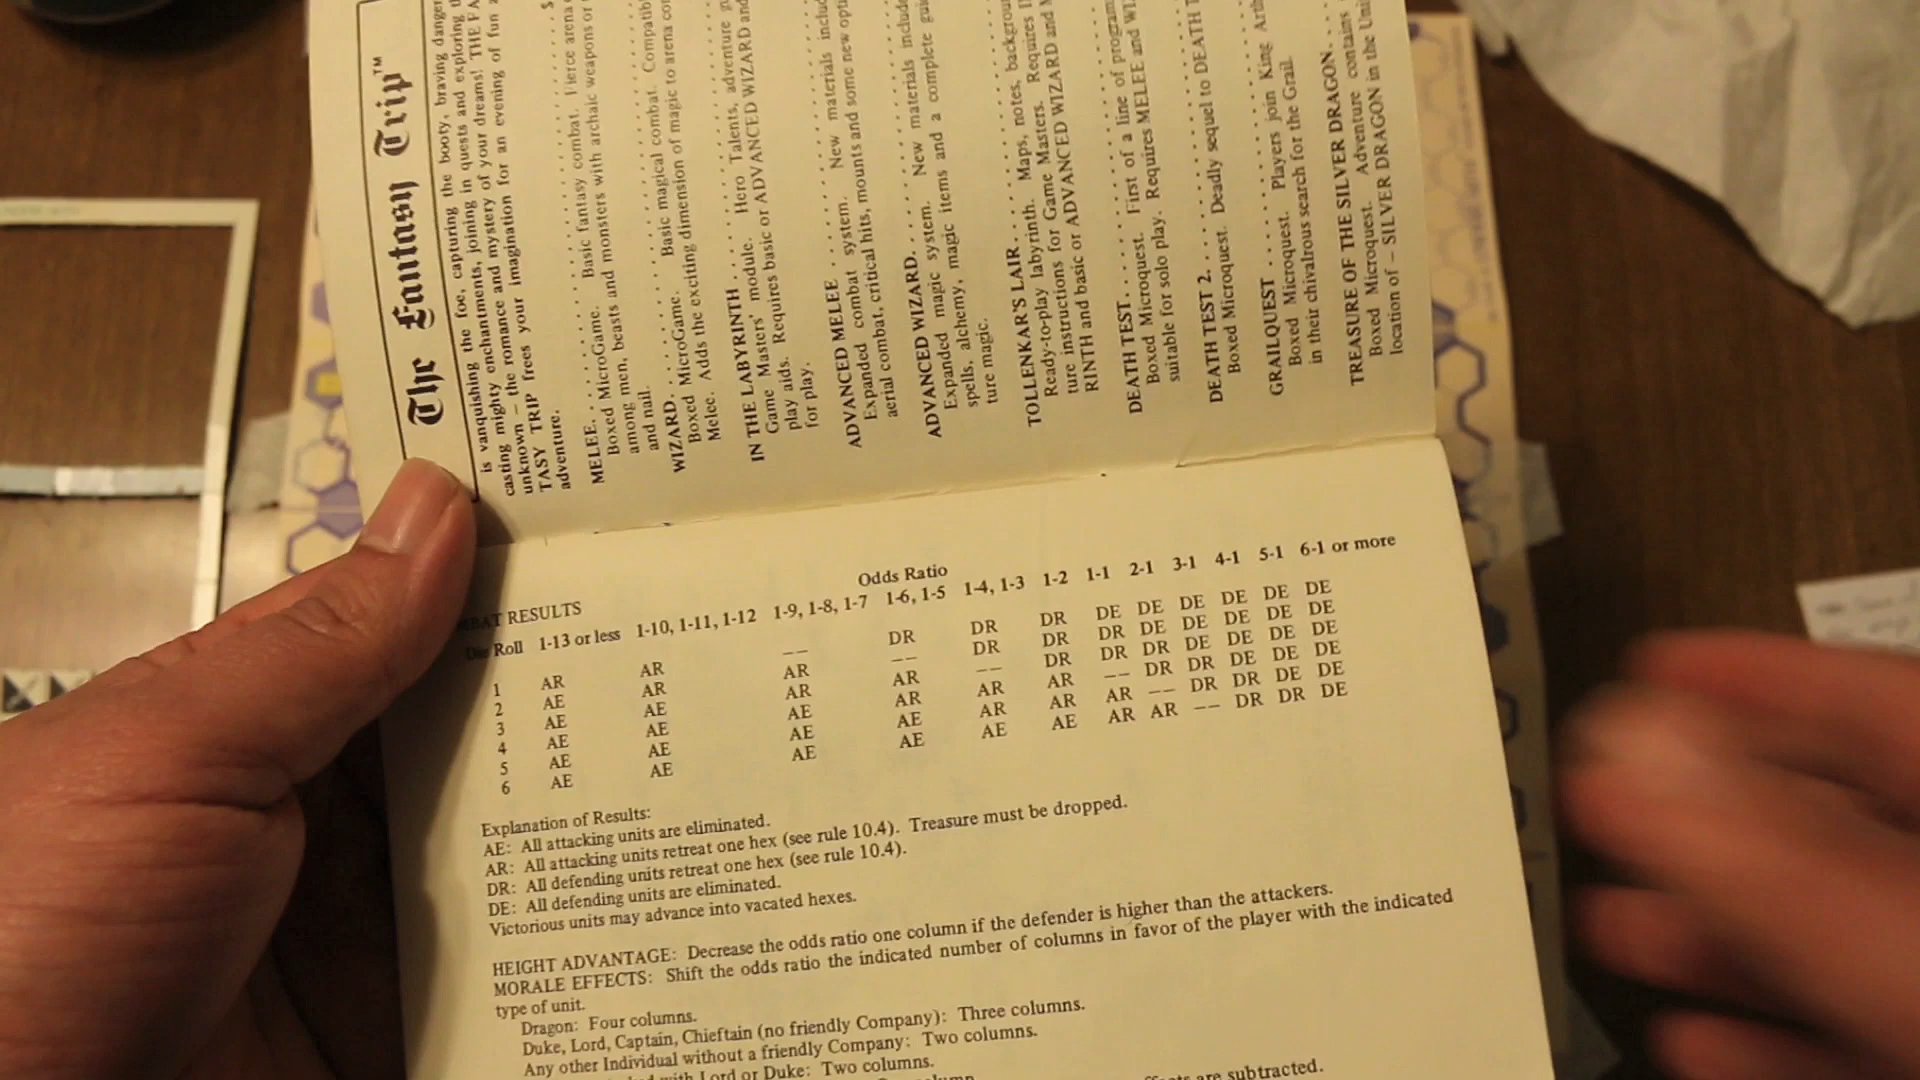 The Fantasy Trip™
is vanquishing the foe, capturing the booty, braving
casting mighty enchantments, joining in quests and exploring
unknown – the romance and mystery of your dreams! THE
TASY TRIP frees your imagination for an evening of fun
adventure.
MELEE. . . . . . . . Basic fantasy combat. Fierce arena
Boxed MicroGame.
among men, beasts and monsters with archaic weapons or
and nail.
WIZARD. . . . . . . . Basic magical combat.
Boxed MicroGame.
Melee. Adds the exciting dimension of magic to arena
IN THE LABYRINTH . . . . . . . .
Game Masters' module. Hero Talents, adventure
play aids. Requires basic or ADVANCED WIZARD and
for play.
ADVANCED MELEE . . . . . . . .
Expanded combat system. New materials
aerial combat, critical hits, mounts and some new
ADVANCED WIZARD. . . . . . . .
Expanded magic system. New materials
spells, alchemy, magic items and a complete
ture magic.
TOLLENKAR'S LAIR. . . . . . . .
Ready-to-play labyrinth. Maps, notes,
ture instructions for Game Masters. Requires
RINTH and basic or ADVANCED WIZARD and
DEATH TEST. . . . . . . .
Boxed Microquest. First of a line of
suitable for solo play. Requires MELEE and
DEATH TEST 2. . . . . . . .
Boxed Microquest. Deadly sequel to DEATH
GRAILQUEST . . . . . . . .
Boxed Microquest. Players join King
in their chivalrous search for the Grail.
TREASURE OF THE SILVER DRAGON. . . .
Boxed Microquest. Adventure contains
location of – SILVER DRAGON in the
RESULTS
Odds Ratio
Roll 1-13 or less 1-10, 1-11, 1-12 1-9, 1-8, 1-7 1-6, 1-5 1-4, 1-3 1-2 1-1 2-1 3-1 4-1 5-1 6-1 or more
1 AR AR -- DR DR DR DE DE DE DE DE DE
2 AE AR AR -- DR DR DR DE DE DE DE DE
3 AE AE AR AR -- DR DR DR DE DE DE DE
4 AE AE AE AR AR AR -- DR DR DE DE DE
5 AE AE AE AE AR AR AR -- DR DR DE DE
6 AE AE AE AE AE AE AR AR -- DR DR DE
Explanation of Results:
AE: All attacking units are eliminated.
AR: All attacking units retreat one hex (see rule 10.4). Treasure must be dropped.
DR: All defending units retreat one hex (see rule 10.4).
DE: All defending units are eliminated.
Victorious units may advance into vacated hexes.
HEIGHT ADVANTAGE: Decrease the odds ratio one column if the defender is higher than the attackers.
MORALE EFFECTS: Shift the odds ratio the indicated number of columns in favor of the player with the indicated
type of unit.
Dragon: Four columns.
Duke, Lord, Captain, Chieftain (no friendly Company): Three columns.
Any other Individual without a friendly Company: Two columns.
with Lord or Duke: Two columns.
are subtracted.